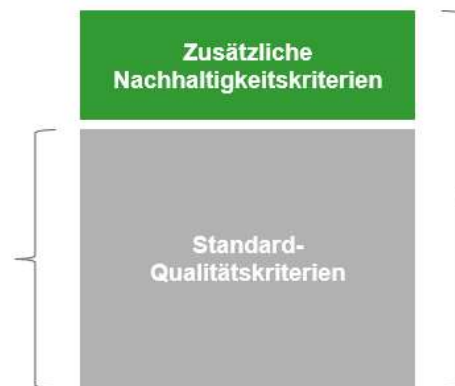 Zusätzliche
Nachhaltigkeitskriterien
Standard-
Qualitätskriterien